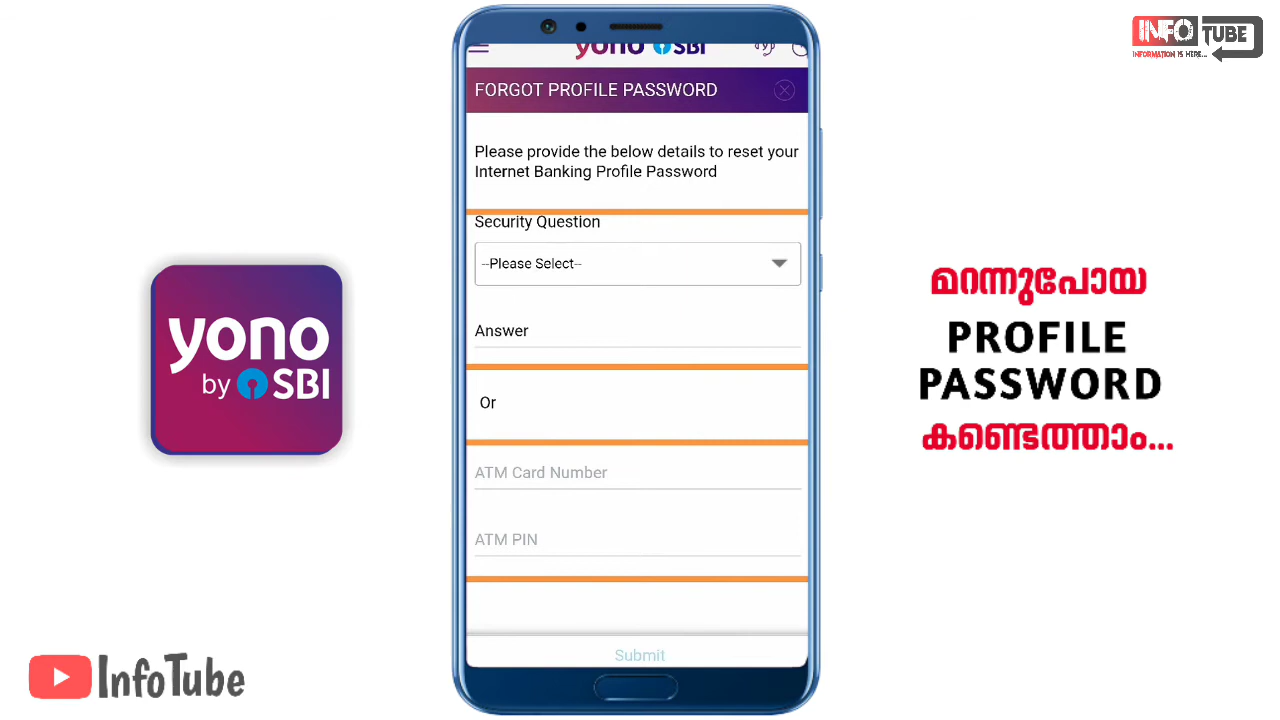 INFO TUBE
INFORMATION IS HERE...
yono SBI
FORGOT PROFILE PASSWORD
Please provide the below details to reset your
Internet Banking Profile Password
Security Question
--Please Select--
Answer
Or
ATM Card Number
ATM PIN
Submit
yono
by SBI
മറന്നുപോയ
PROFILE
PASSWORD
കണ്ടെത്താം...
InfoTube